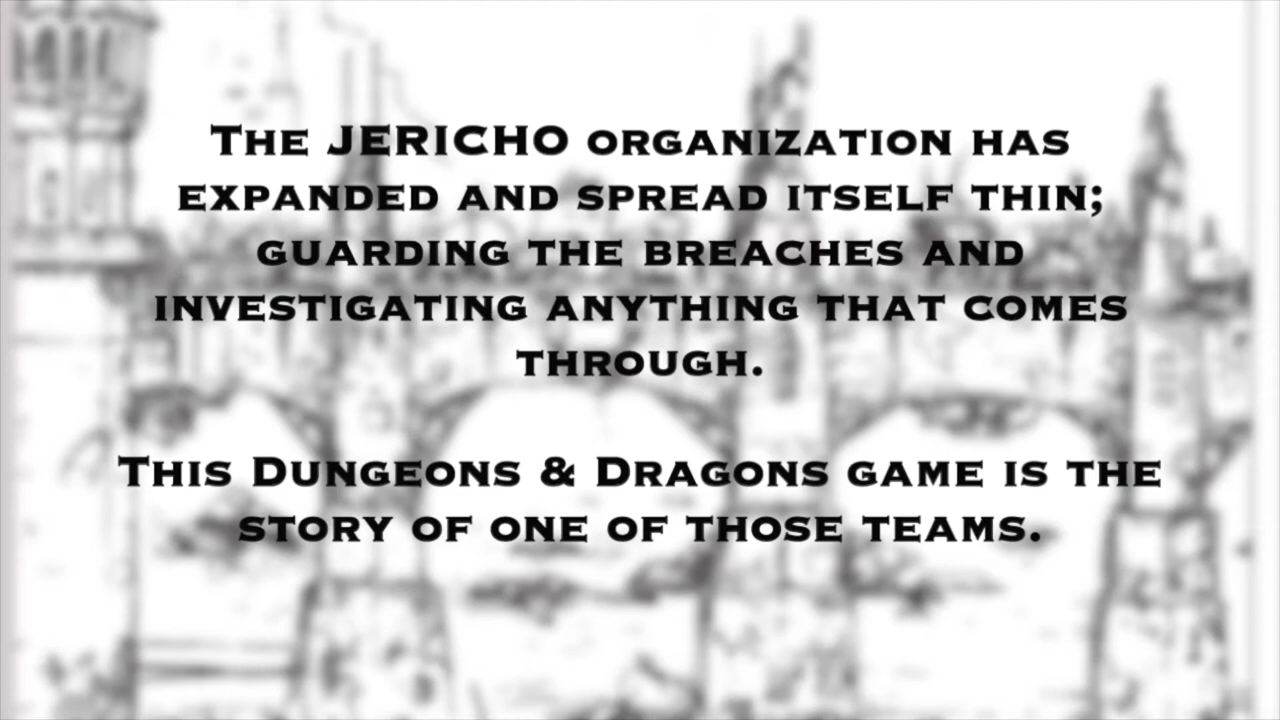 The JERICHO organization has
expanded and spread itself thin;
guarding the breaches and
investigating anything that comes
through.
This Dungeons & Dragons game is the
story of one of those teams.